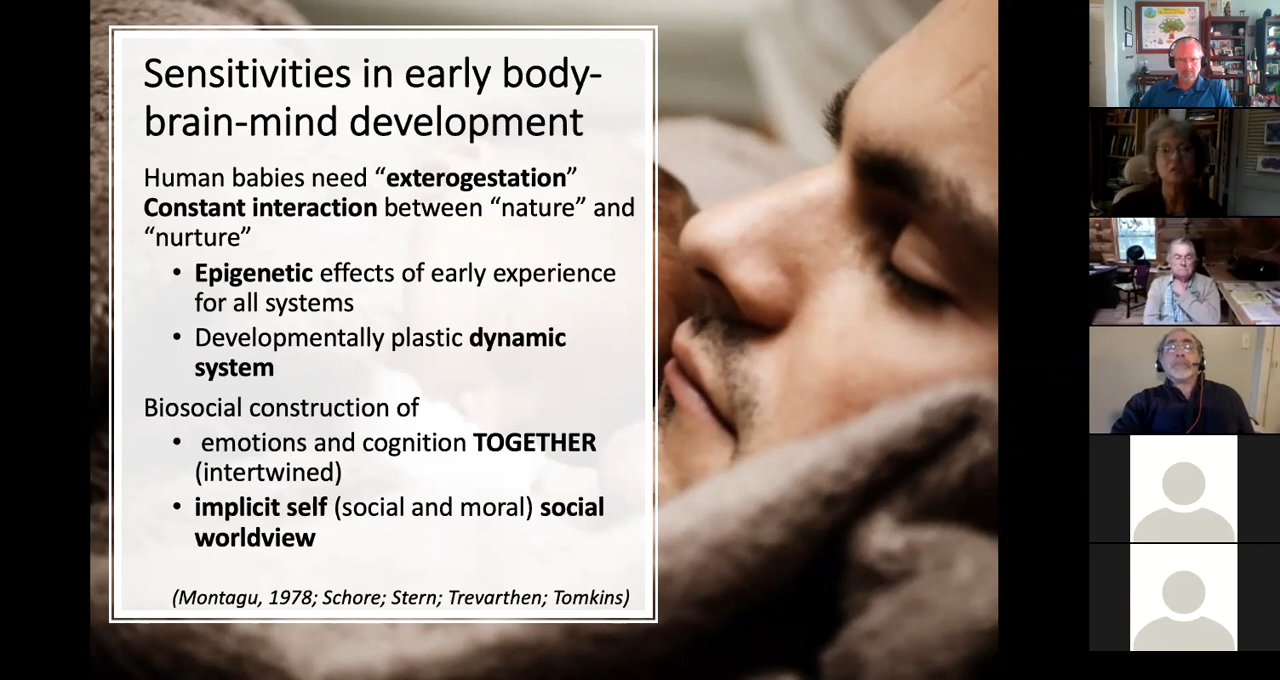 Sensitivities in early body-
brain-mind development
Human babies need “exterogestation”
Constant interaction between “nature” and
“nurture”
• Epigenetic effects of early experience
for all systems
• Developmentally plastic dynamic
system
Biosocial construction of
• emotions and cognition TOGETHER
(intertwined)
• implicit self (social and moral) social
worldview
(Montagu, 1978; Schore; Stern; Trevarthen; Tomkins)